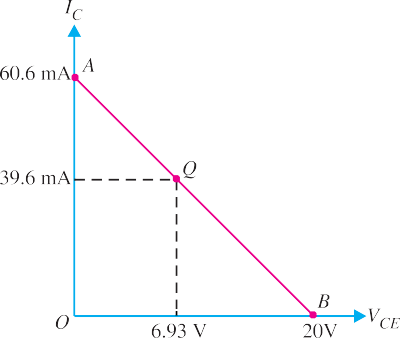 I_C
60.6 mA A
39.6 mA Q
B
O V_CE
6.93 V 20V